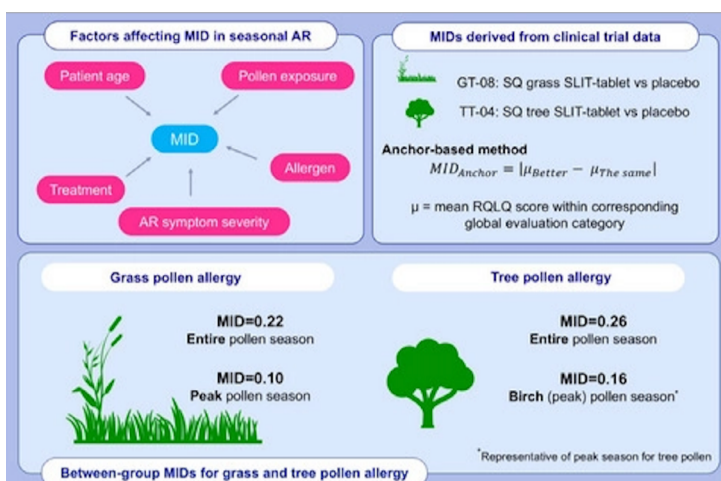 Factors affecting MID in seasonal AR
Patient age
Pollen exposure
MID
Allergen
Treatment
AR symptom severity
MIDs derived from clinical trial data
GT-08: SQ grass SLIT-tablet vs placebo
TT-04: SQ tree SLIT-tablet vs placebo
Anchor-based method
MID_Anchor = |μ_Better − μ_The same|
μ = mean RQLQ score within corresponding
global evaluation category
Grass pollen allergy
MID=0.22
Entire pollen season
MID=0.10
Peak pollen season
Tree pollen allergy
MID=0.26
Entire pollen season
MID=0.16
Birch (peak) pollen season*
*Representative of peak season for tree pollen
Between-group MIDs for grass and tree pollen allergy